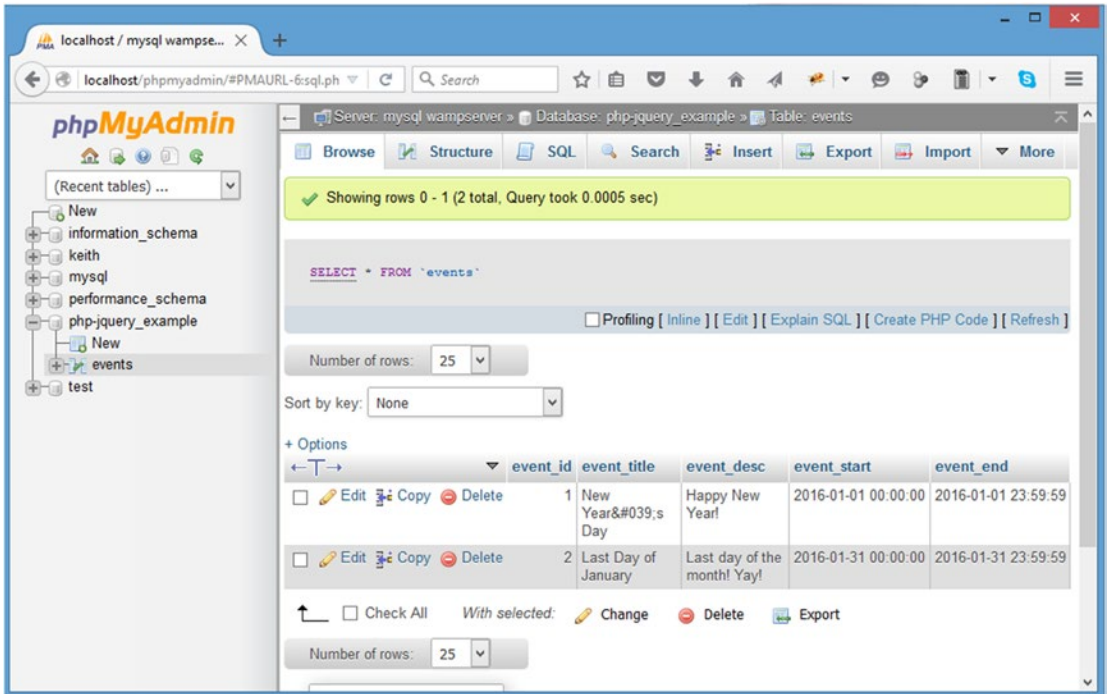 localhost / mysql wampse...
localhost/phpmyadmin/#PMAURL-6:sql.ph
Search
phpMyAdmin
(Recent tables) ...
New
information_schema
keith
mysql
performance_schema
php-jquery_example
New
events
test
Server: mysql wampserver » Database: php-jquery_example » Table: events
Browse Structure SQL Search Insert Export Import More
Showing rows 0 - 1 (2 total, Query took 0.0005 sec)
SELECT * FROM `events`
Profiling [ Inline ] [ Edit ] [ Explain SQL ] [ Create PHP Code ] [ Refresh ]
Number of rows: 25
Sort by key: None
+ Options
event_id event_title event_desc event_start event_end
Edit Copy Delete 1 New Happy New 2016-01-01 00:00:00 2016-01-01 23:59:59
Year&#039;s Year!
Day
Edit Copy Delete 2 Last Day of Last day of the 2016-01-31 00:00:00 2016-01-31 23:59:59
January month! Yay!
Check All With selected: Change Delete Export
Number of rows: 25